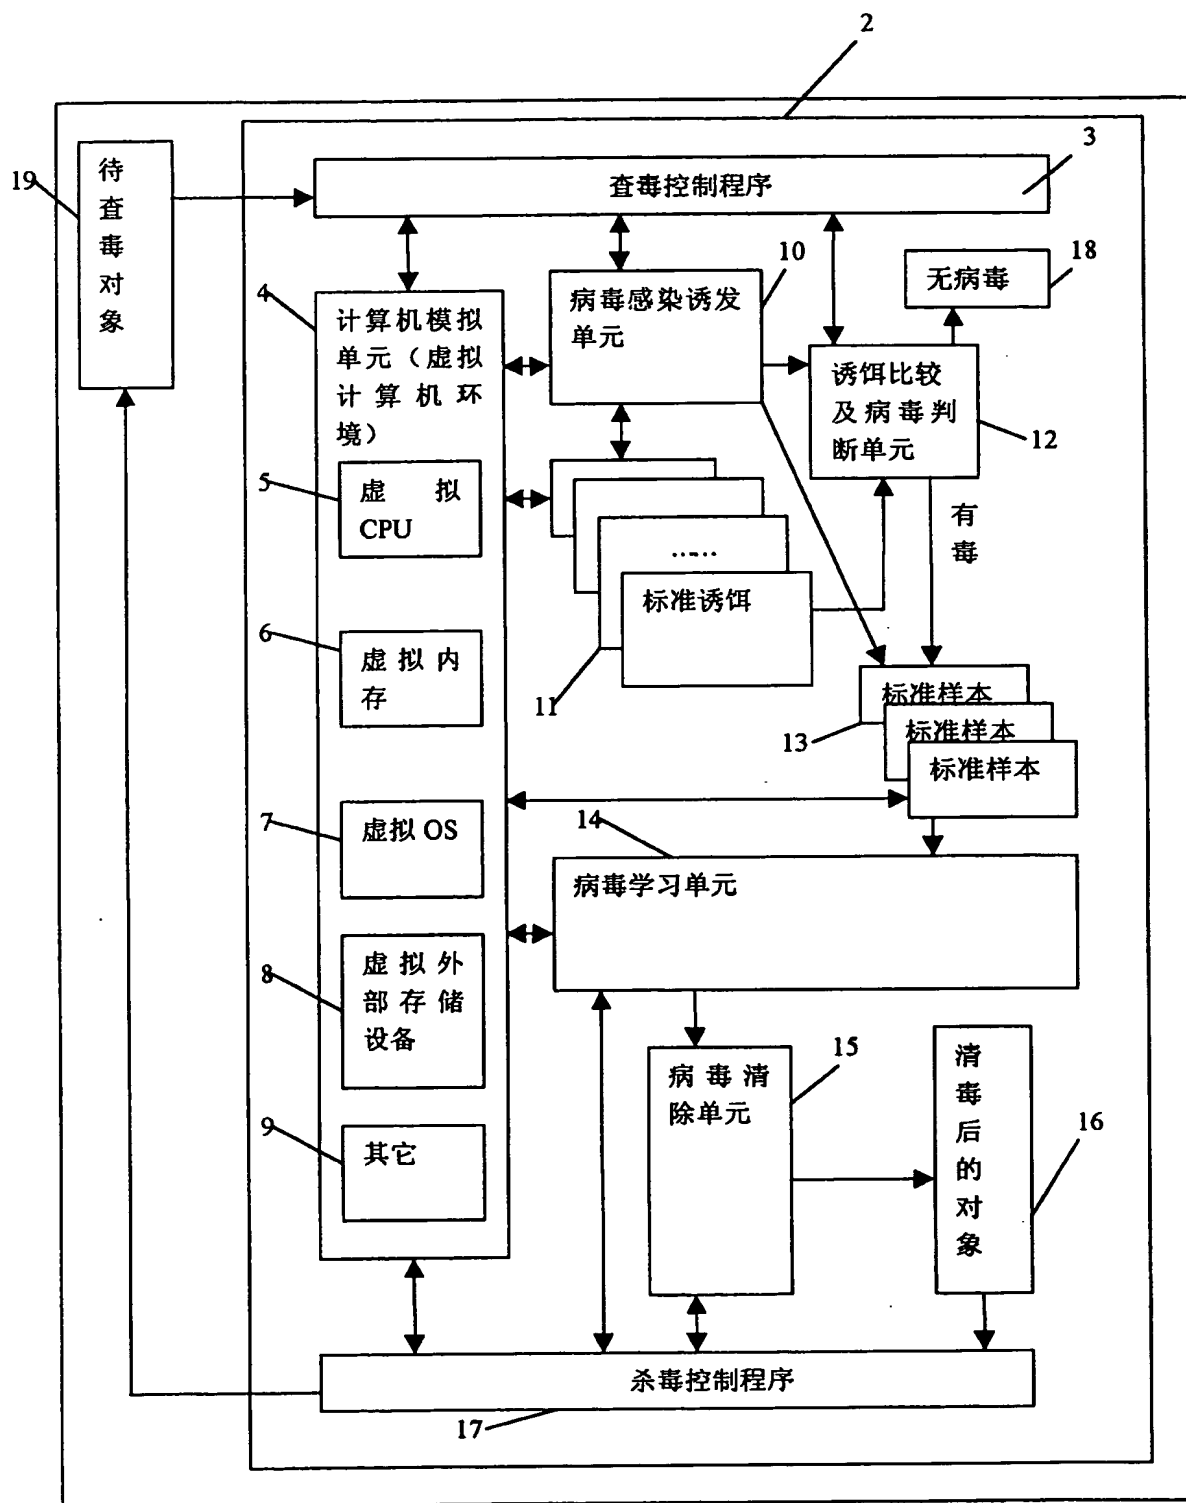 2
3
查毒控制程序
19
待
查
毒
对
象
4
计算机模拟
单元（虚拟
计算机环
境）
10
病毒感染诱发
单元
18
无病毒
诱饵比较
及病毒判
断单元
12
5
虚拟
CPU
……
标准诱饵
11
有
毒
6
虚拟内
存
标准样本
标准样本
标准样本
13
7
虚拟 OS
14
病毒学习单元
8
虚拟外
部存储
设备
9
其它
病毒清
除单元
15
清
毒
后
的
对
象
16
杀毒控制程序
17